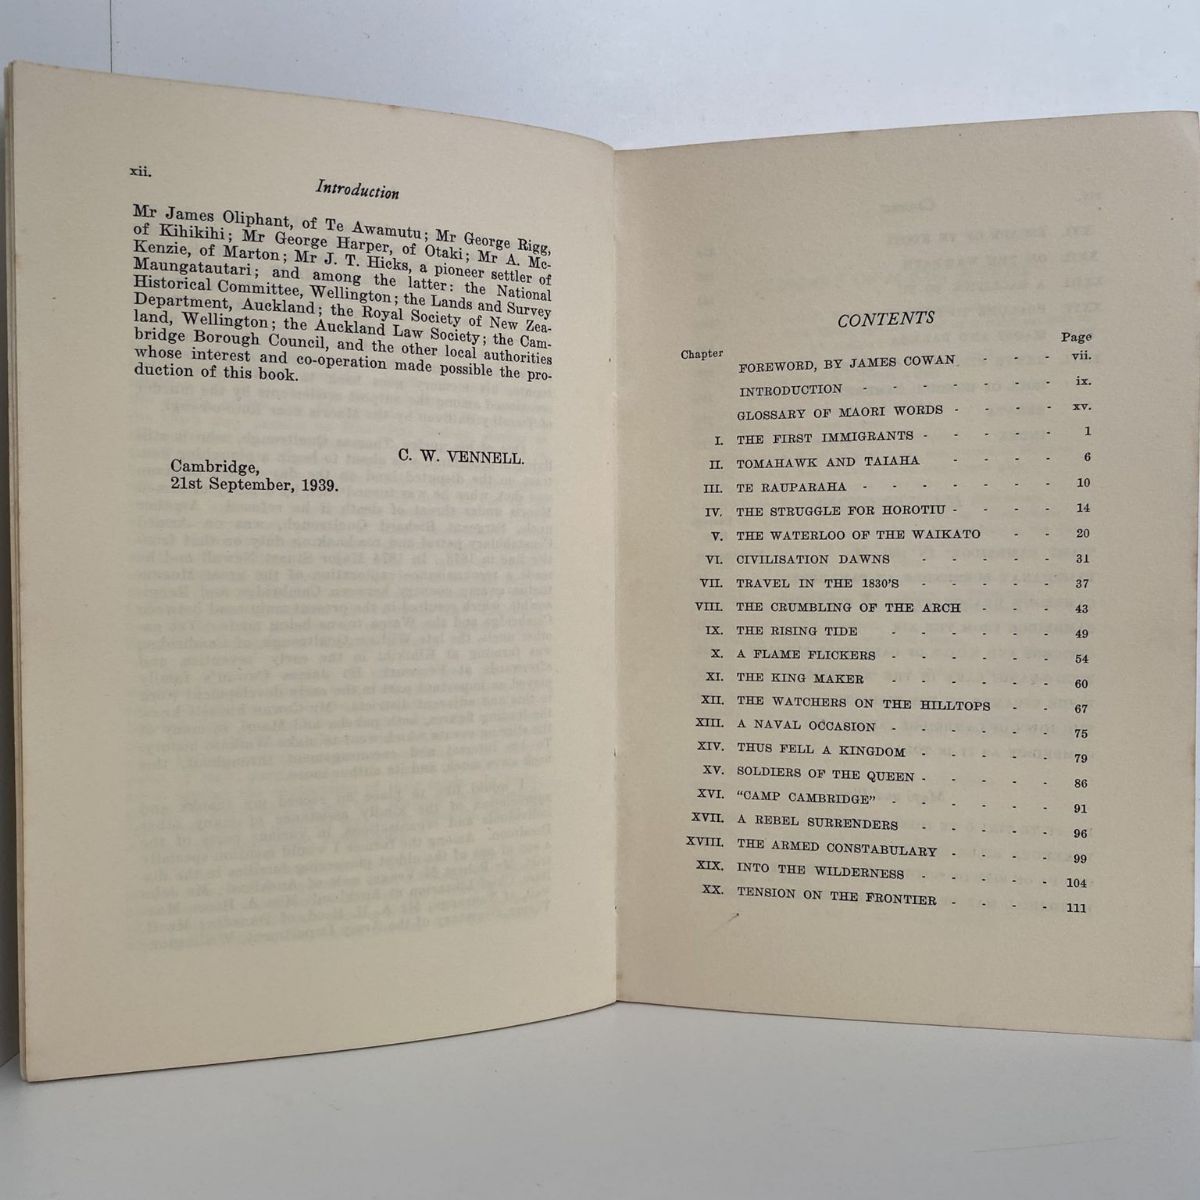 xii.
Introduction
Mr James Oliphant, of Te Awamutu; Mr George Rigg,
of Kihikihi; Mr George Harper, of Otaki; Mr A. Mc-
Kenzie, of Marton; Mr J. T. Hicks, a pioneer settler of
Maungatautari; and among the latter: the National
Historical Committee, Wellington; the Lands and Survey
Department, Auckland; the Royal Society of New Zea-
land, Wellington; the Auckland Law Society; the Cam-
bridge Borough Council, and the other local authorities
whose interest and co-operation made possible the pro-
duction of this book.
C. W. VENNELL.
Cambridge,
21st September, 1939.
CONTENTS
Chapter Page
FOREWORD, BY JAMES COWAN - - - vii.
INTRODUCTION - - - - - - - ix.
GLOSSARY OF MAORI WORDS - - - - xv.
I. THE FIRST IMMIGRANTS - - - - - 1
II. TOMAHAWK AND TAIAHA - - - - 6
III. TE RAUPARAHA - - - - - - - 10
IV. THE STRUGGLE FOR HOROTIU - - - - 14
V. THE WATERLOO OF THE WAIKATO - - 20
VI. CIVILISATION DAWNS - - - - - 31
VII. TRAVEL IN THE 1830'S - - - - - 37
VIII. THE CRUMBLING OF THE ARCH - - - 43
IX. THE RISING TIDE - - - - - - 49
X. A FLAME FLICKERS - - - - - - 54
XI. THE KING MAKER - - - - - - 60
XII. THE WATCHERS ON THE HILLTOPS - - 67
XIII. A NAVAL OCCASION - - - - - - 75
XIV. THUS FELL A KINGDOM - - - - - 79
XV. SOLDIERS OF THE QUEEN - - - - - 86
XVI. "CAMP CAMBRIDGE" - - - - - - 91
XVII. A REBEL SURRENDERS - - - - - 96
XVIII. THE ARMED CONSTABULARY - - - - 99
XIX. INTO THE WILDERNESS - - - - - 104
XX. TENSION ON THE FRONTIER - - - - 111